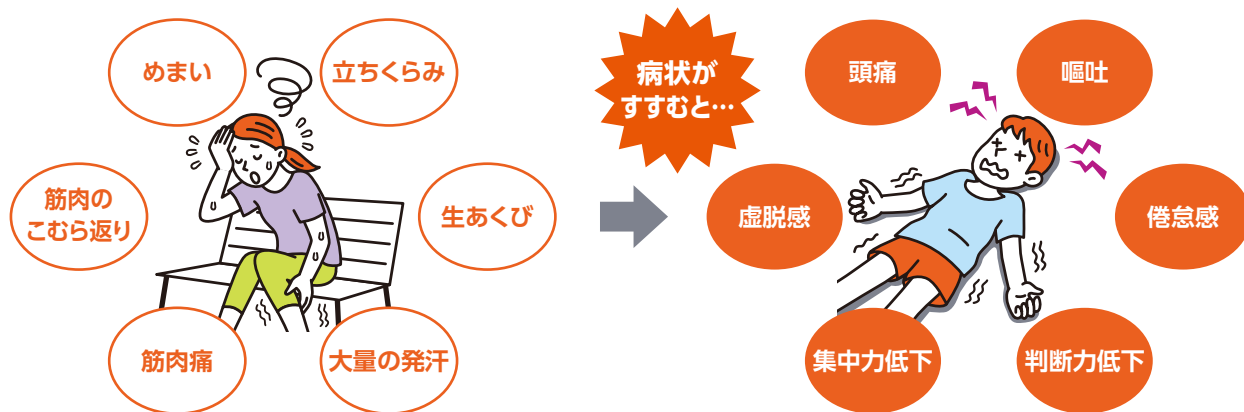 めまい
立ちくらみ
筋肉の
こむら返り
生あくび
筋肉痛
大量の発汗
病状が
すすむと…
頭痛
嘔吐
虚脱感
倦怠感
集中力低下
判断力低下